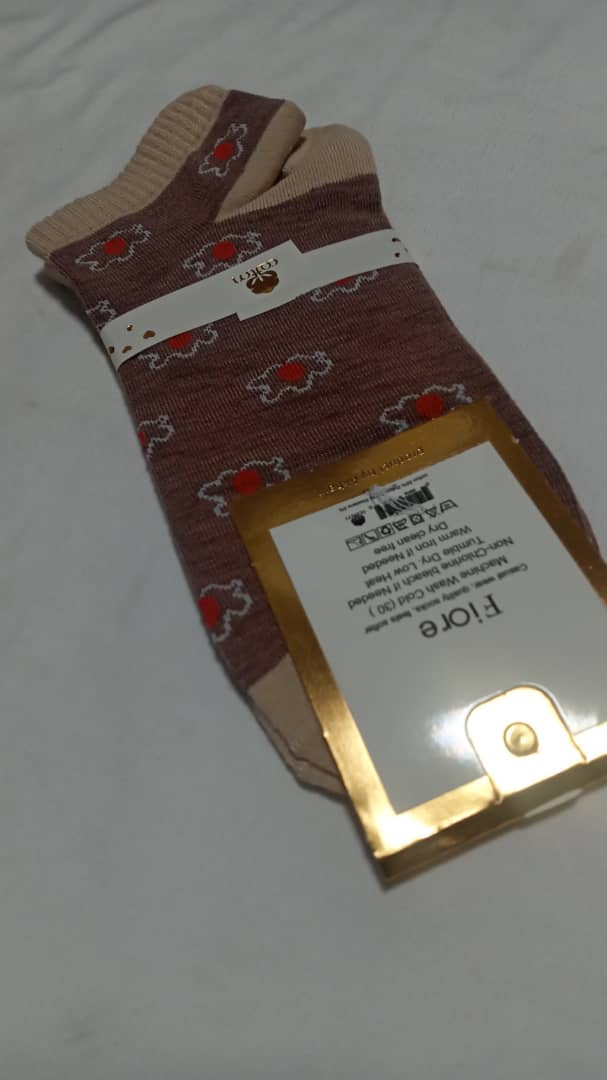 cotton
Fiore
Casual wear, quality socks, feels softer
Machine Wash Cold (30 )
Non-Chlorine bleach if Needed
Tumble Dry. Low Heat
Warm Iron if Needed
Dry clean free